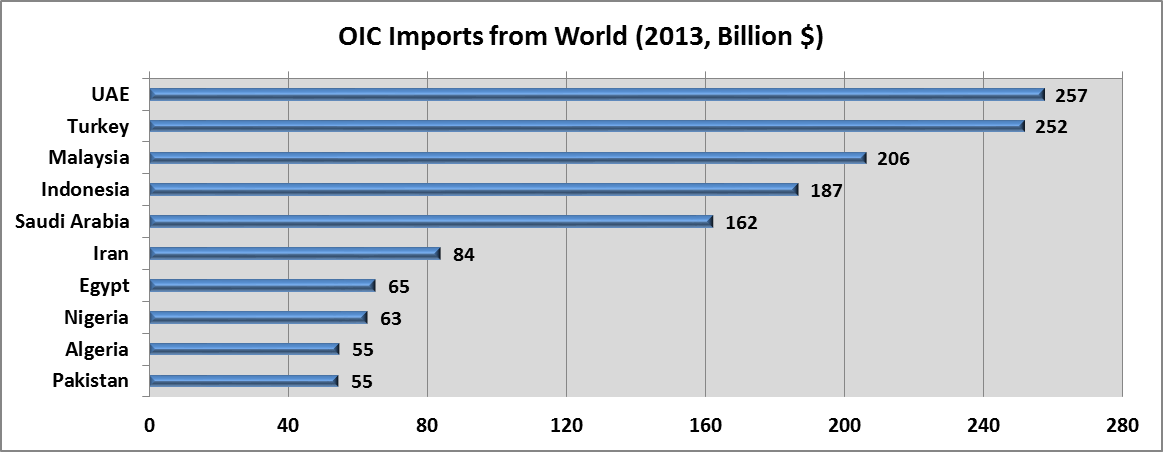 OIC Imports from World (2013, Billion $)
UAE 257
Turkey 252
Malaysia 206
Indonesia 187
Saudi Arabia 162
Iran 84
Egypt 65
Nigeria 63
Algeria 55
Pakistan 55
0 40 80 120 160 200 240 280